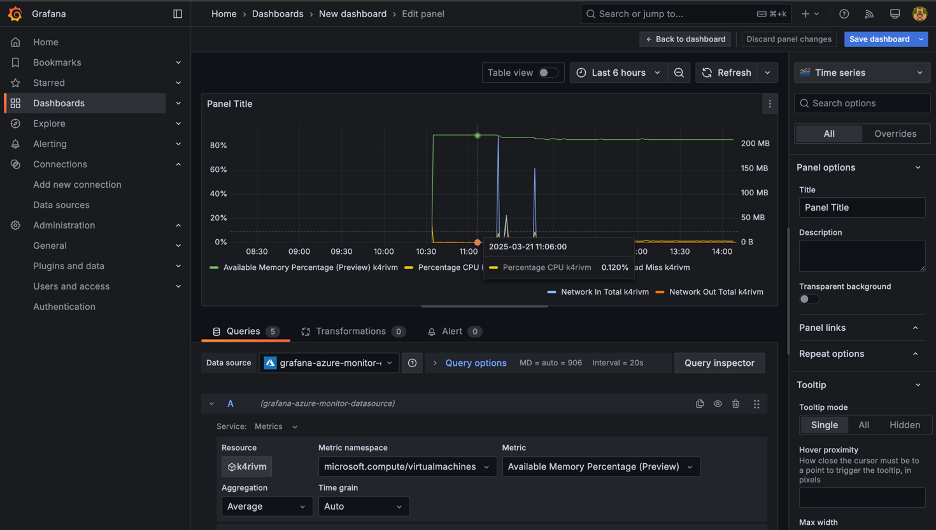 Grafana
Home > Dashboards > New dashboard > Edit panel
Search or jump to...
⌘+k
Back to dashboard
Discard panel changes
Save dashboard
Home
Bookmarks
Starred
Dashboards
Explore
Alerting
Connections
Add new connection
Data sources
Administration
General
Plugins and data
Users and access
Authentication
Table view
Last 6 hours
Refresh
Panel Title
80%
60%
40%
20%
0%
200 MB
150 MB
100 MB
50 MB
0 B
08:30 09:00 09:30 10:00 10:30 11:00 :00 13:30 14:00
2025-03-21 11:06:00
Percentage CPU k4rivm 0.120%
Available Memory Percentage (Preview) k4rivm Percentage CPU ad Miss k4rivm
Network In Total k4rivm Network Out Total k4rivm
Queries 5 Transformations 0 Alert 0
Data source grafana-azure-monitor- Query options MD = auto = 906 Interval = 20s Query inspector
A (grafana-azure-monitor-datasource)
Service: Metrics
Resource Metric namespace Metric
k4rivm microsoft.compute/virtualmachines Available Memory Percentage (Preview)
Aggregation Time grain
Average Auto
Time series
Search options
All Overrides
Panel options
Title
Panel Title
Description
Transparent background
Panel links
Repeat options
Tooltip
Tooltip mode
Single All Hidden
Hover proximity
How close the cursor must be to
a point to trigger the tooltip, in
pixels
Max width